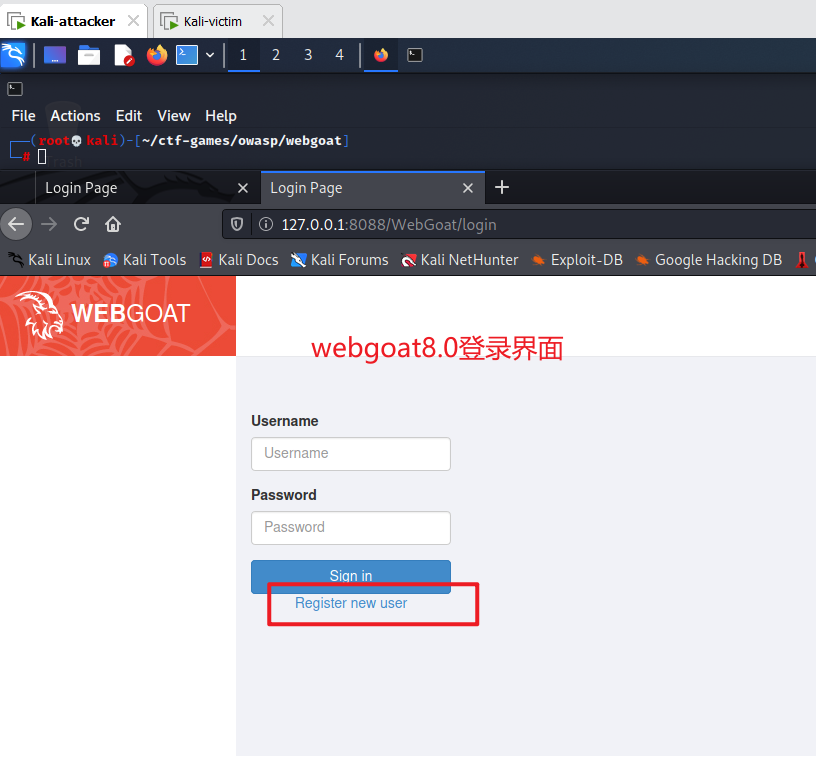 Kali-attacker Kali-victim
1 2 3 4
File Actions Edit View Help
(root💀kali)-[~/ctf-games/owasp/webgoat]
# Trash
Login Page Login Page
127.0.0.1:8088/WebGoat/login
Kali Linux Kali Tools Kali Docs Kali Forums Kali NetHunter Exploit-DB Google Hacking DB
WEBGOAT
webgoat8.0登录界面
Username
Username
Password
Password
Sign in
Register new user